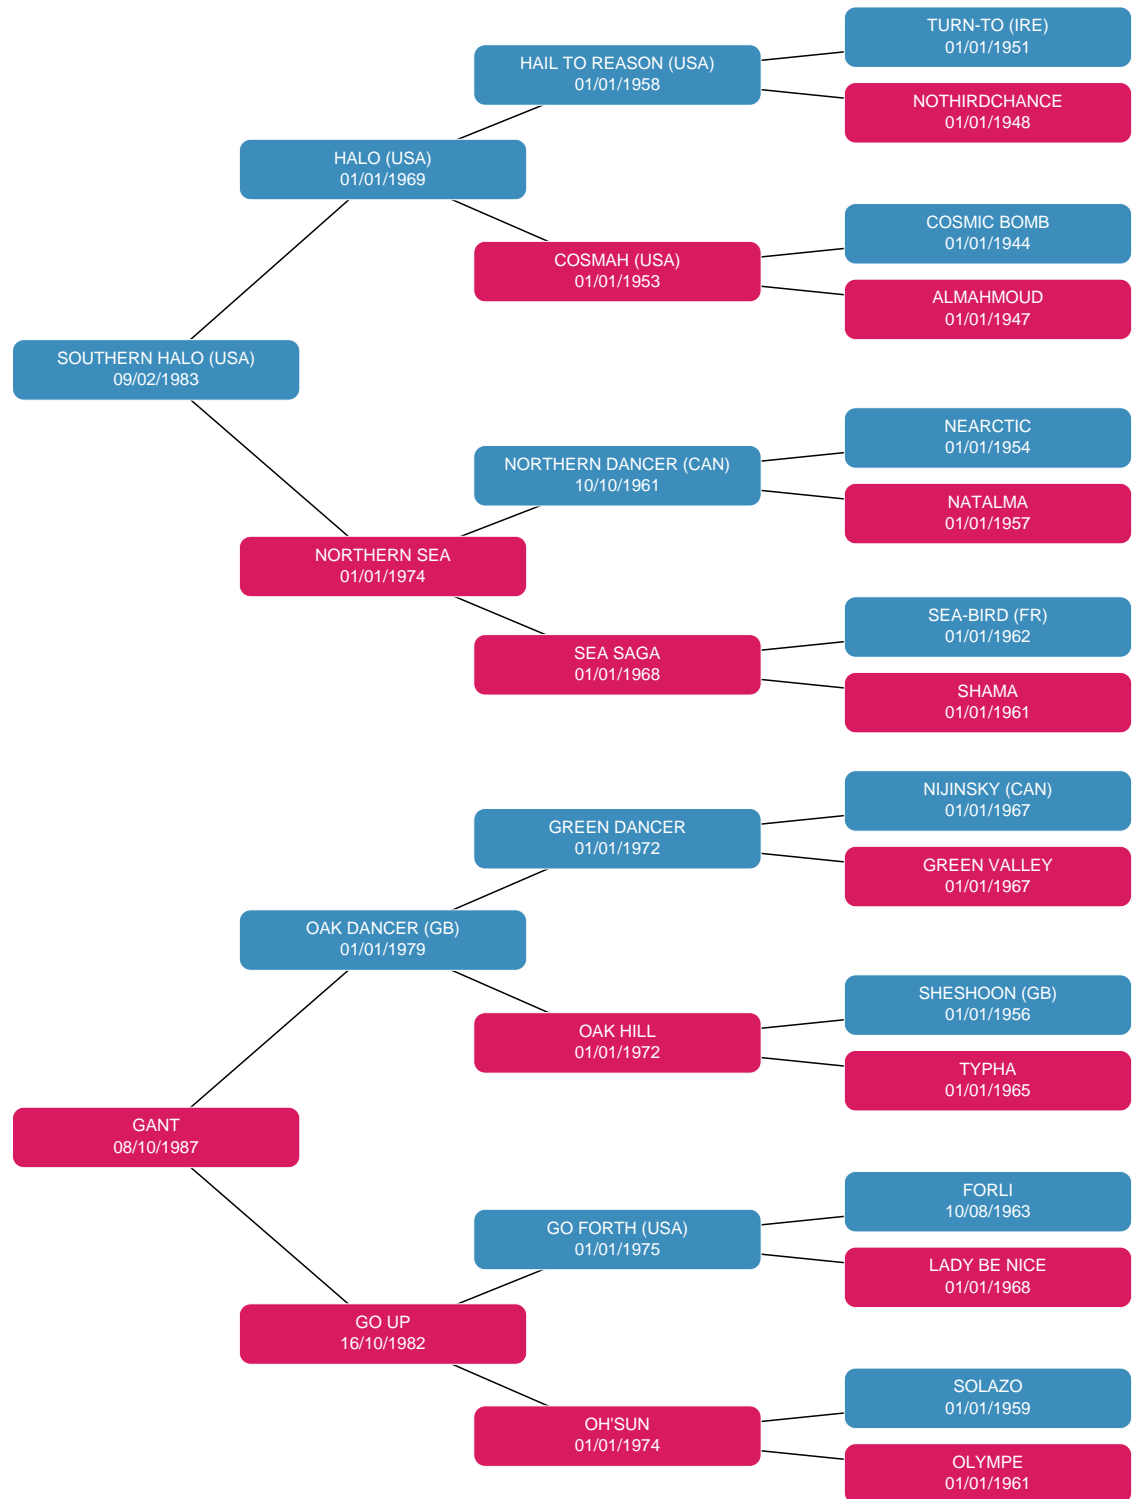 TURN-TO (IRE)
01/01/1951
HAIL TO REASON (USA)
01/01/1958
NOTHIRDCHANCE
01/01/1948
HALO (USA)
01/01/1969
COSMIC BOMB
01/01/1944
COSMAH (USA)
01/01/1953
ALMAHMOUD
01/01/1947
SOUTHERN HALO (USA)
09/02/1983
NEARCTIC
01/01/1954
NORTHERN DANCER (CAN)
10/10/1961
NATALMA
01/01/1957
NORTHERN SEA
01/01/1974
SEA-BIRD (FR)
01/01/1962
SEA SAGA
01/01/1968
SHAMA
01/01/1961
NIJINSKY (CAN)
01/01/1967
GREEN DANCER
01/01/1972
GREEN VALLEY
01/01/1967
OAK DANCER (GB)
01/01/1979
SHESHOON (GB)
01/01/1956
OAK HILL
01/01/1972
TYPHA
01/01/1965
GANT
08/10/1987
FORLI
10/08/1963
GO FORTH (USA)
01/01/1975
LADY BE NICE
01/01/1968
GO UP
16/10/1982
SOLAZO
01/01/1959
OH'SUN
01/01/1974
OLYMPE
01/01/1961